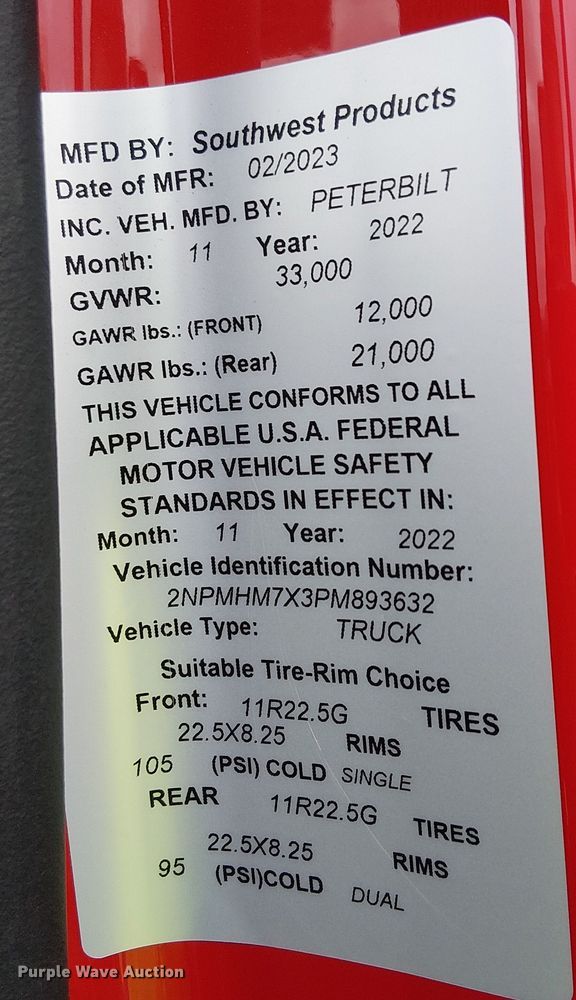 MFD BY: Southwest Products
Date of MFR: 02/2023
INC. VEH. MFD. BY: PETERBILT
Month: 11 Year: 2022
GVWR: 33,000
GAWR lbs.: (FRONT) 12,000
GAWR lbs.: (Rear) 21,000
THIS VEHICLE CONFORMS TO ALL
APPLICABLE U.S.A. FEDERAL
MOTOR VEHICLE SAFETY
STANDARDS IN EFFECT IN:
Month: 11 Year: 2022
Vehicle Identification Number:
2NPMHM7X3PM893632
Vehicle Type: TRUCK
Suitable Tire-Rim Choice
Front: 11R22.5G TIRES
22.5X8.25 RIMS
105 (PSI) COLD SINGLE
REAR 11R22.5G TIRES
22.5X8.25 RIMS
95 (PSI)COLD DUAL
Purple Wave Auction